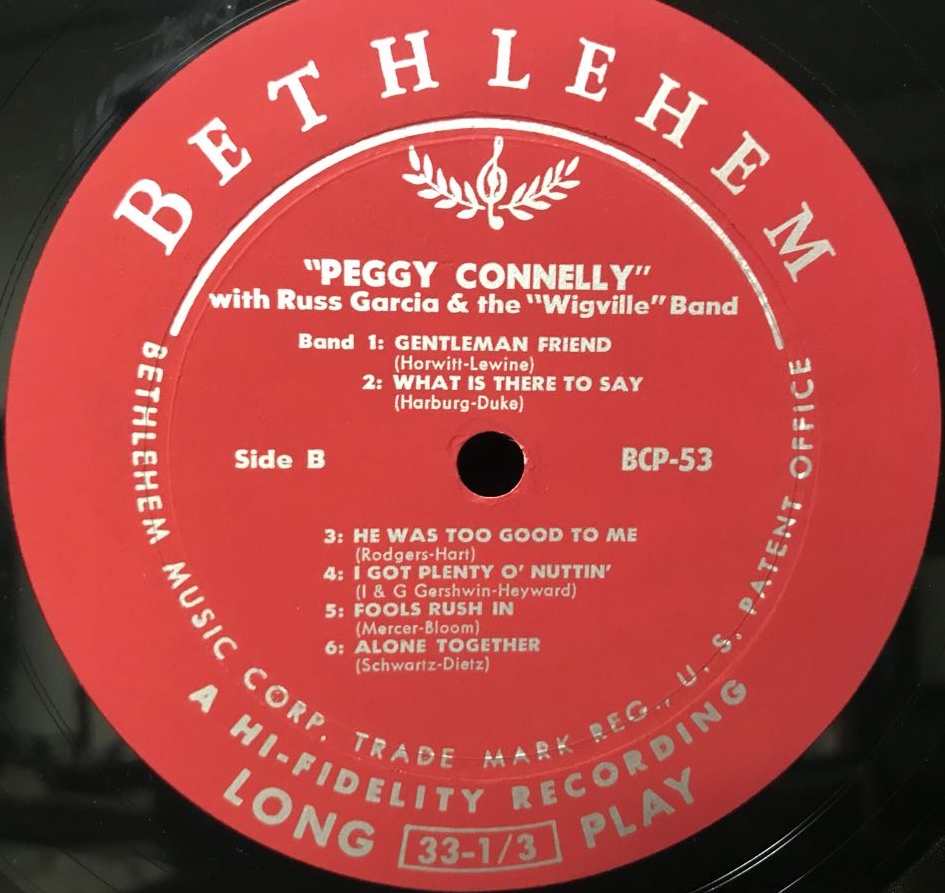 BETHLEHEM
"PEGGY CONNELLY"
with Russ Garcia & the "Wigville" Band
Band 1: GENTLEMAN FRIEND
(Horwitt-Lewine)
2: WHAT IS THERE TO SAY
(Harburg-Duke)
Side B
BCP-53
3: HE WAS TOO GOOD TO ME
(Rodgers-Hart)
4: I GOT PLENTY O' NUTTIN'
(I & G Gershwin-Heyward)
5: FOOLS RUSH IN
(Mercer-Bloom)
6: ALONE TOGETHER
(Schwartz-Dietz)
BETHLEHEM MUSIC CORP. TRADE MARK REG., U. S. PATENT OFFICE
A HI-FIDELITY RECORDING
LONG 33-1/3 PLAY